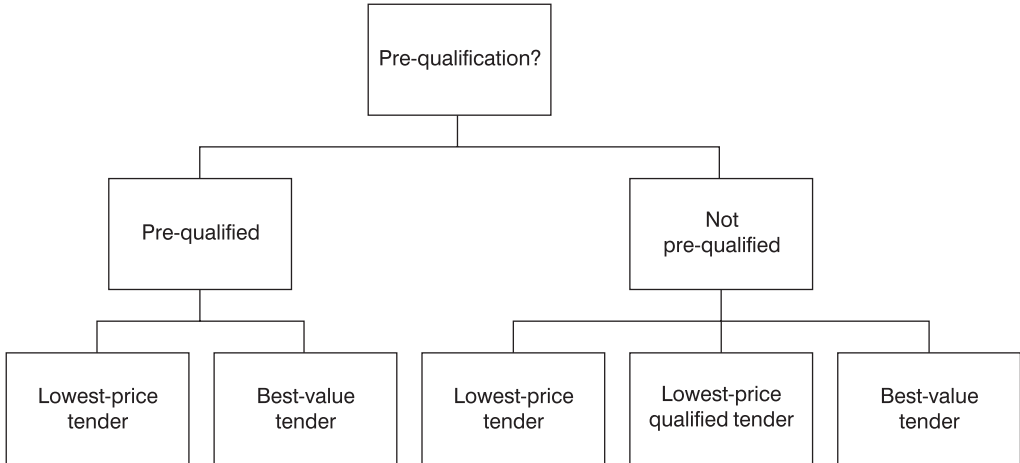 Pre-qualification?
Pre-qualified
Not
pre-qualified
Lowest-price
tender
Best-value
tender
Lowest-price
tender
Lowest-price
qualified tender
Best-value
tender